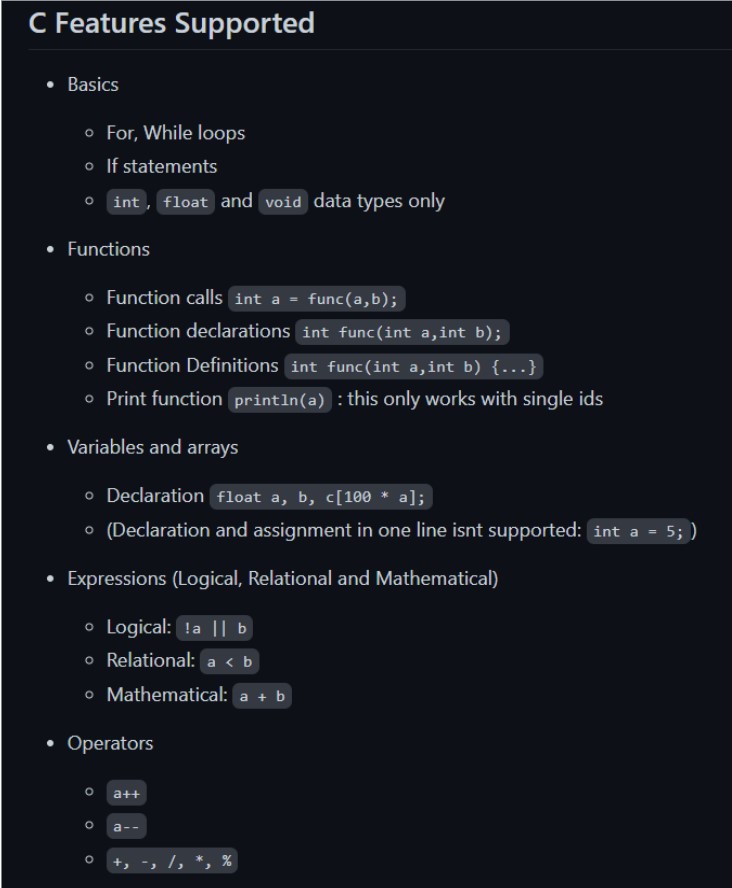 C Features Supported
Basics
For, While loops
If statements
int, float and void data types only
Functions
Function calls int a = func(a,b);
Function declarations int func(int a,int b);
Function Definitions int func(int a,int b) {...}
Print function println(a) : this only works with single ids
Variables and arrays
Declaration float a, b, c[100 * a];
(Declaration and assignment in one line isnt supported: int a = 5;)
Expressions (Logical, Relational and Mathematical)
Logical: !a || b
Relational: a < b
Mathematical: a + b
Operators
a++
a--
+, -, /, *, %